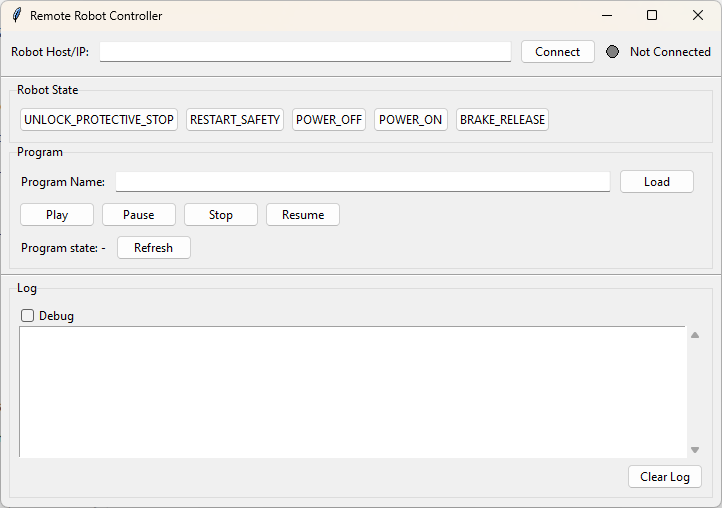 Remote Robot Controller
Robot Host/IP: Connect Not Connected
Robot State
UNLOCK_PROTECTIVE_STOP RESTART_SAFETY POWER_OFF POWER_ON BRAKE_RELEASE
Program
Program Name: Load
Play Pause Stop Resume
Program state: - Refresh
Log
Debug
Clear Log